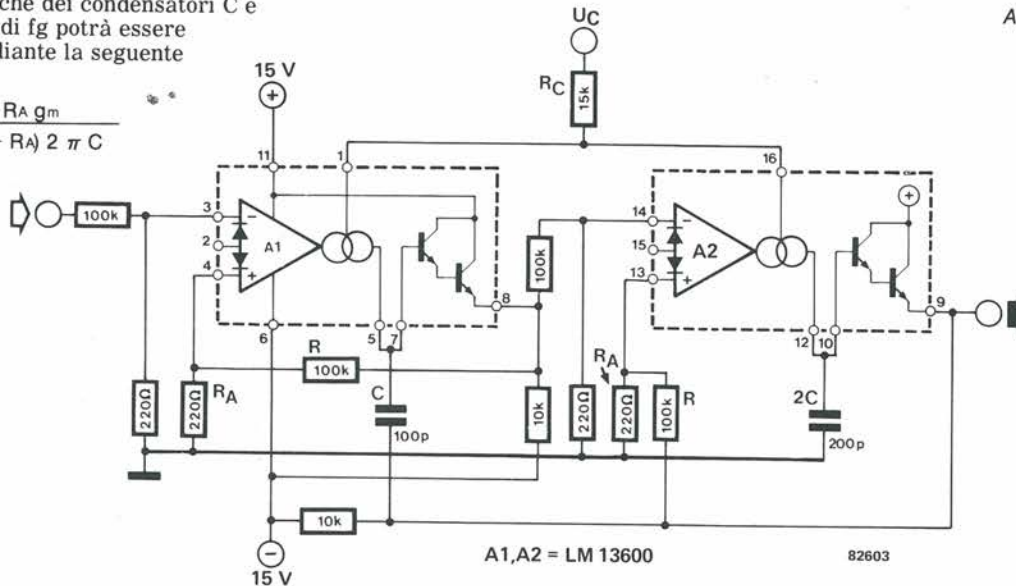 che dei condensatori C e
di fg potrà essere
diante la seguente
RA gm
RA) 2 π C
A
UC
RC
15k
15 V
+
11
1
16
100k
3
2
4
A1
−
+
8
6
5
7
100k
14
15
13
A2
−
+
+
9
12
10
R
100k
C
100p
RA
220Ω
220Ω
10k
220Ω
RA
220Ω
R
100k
2C
200p
10k
−
15 V
A1,A2 = LM 13600
82603